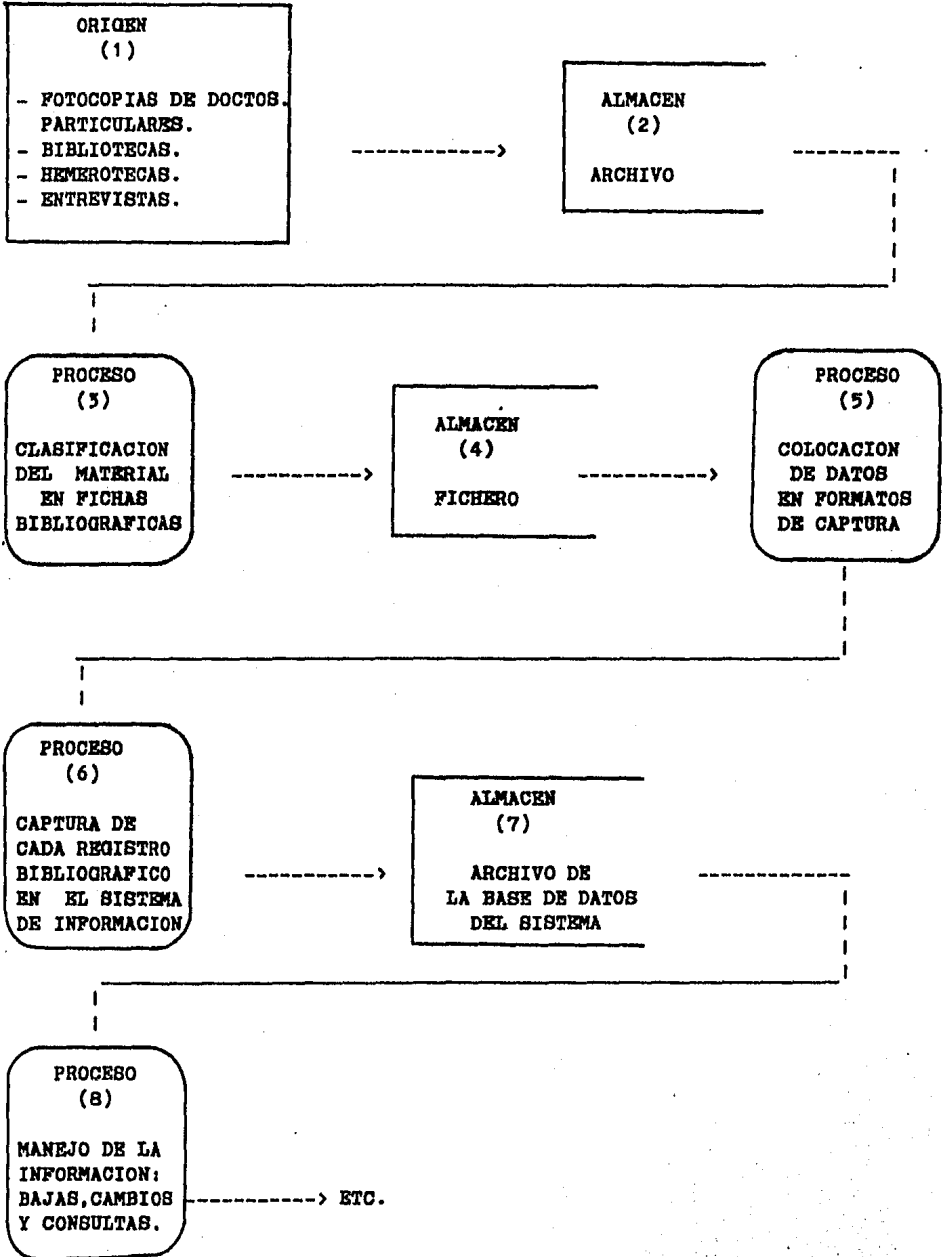 ORIGEN
(1)
- FOTOCOPIAS DE DOCTOS.
PARTICULARES.
- BIBLIOTECAS.
- HEMEROTECAS.
- ENTREVISTAS.
ALMACEN
(2)
ARCHIVO
PROCESO
(3)
CLASIFICACION
DEL MATERIAL
EN FICHAS
BIBLIOGRAFICAS
ALMACEN
(4)
FICHERO
PROCESO
(5)
COLOCACION
DE DATOS
EN FORMATOS
DE CAPTURA
PROCESO
(6)
CAPTURA DE
CADA REGISTRO
BIBLIOGRAFICO
EN EL SISTEMA
DE INFORMACION
ALMACEN
(7)
ARCHIVO DE
LA BASE DE DATOS
DEL SISTEMA
PROCESO
(8)
MANEJO DE LA
INFORMACION:
BAJAS,CAMBIOS
Y CONSULTAS.
ETC.